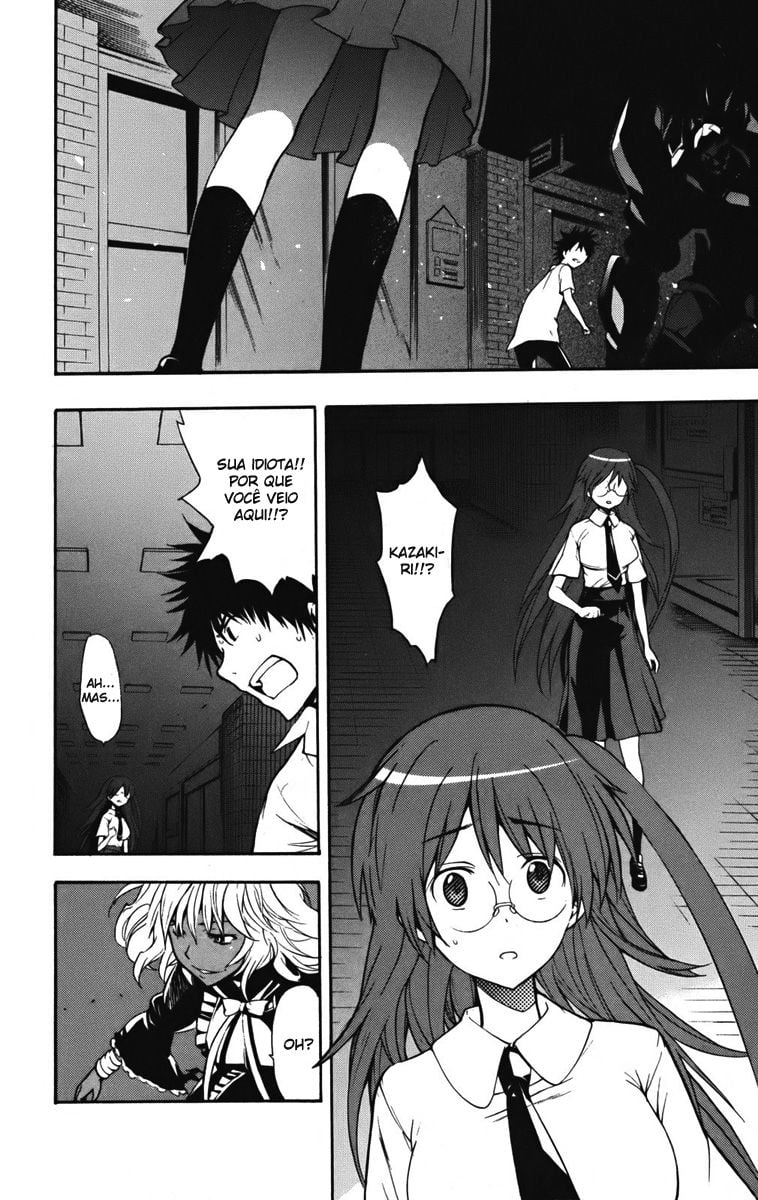 KAZAKI-
RI!!?
SUA IDIOTA!!
POR QUE
VOCÊ VEIO
AQUI!!?
AH...
MAS...
OH?